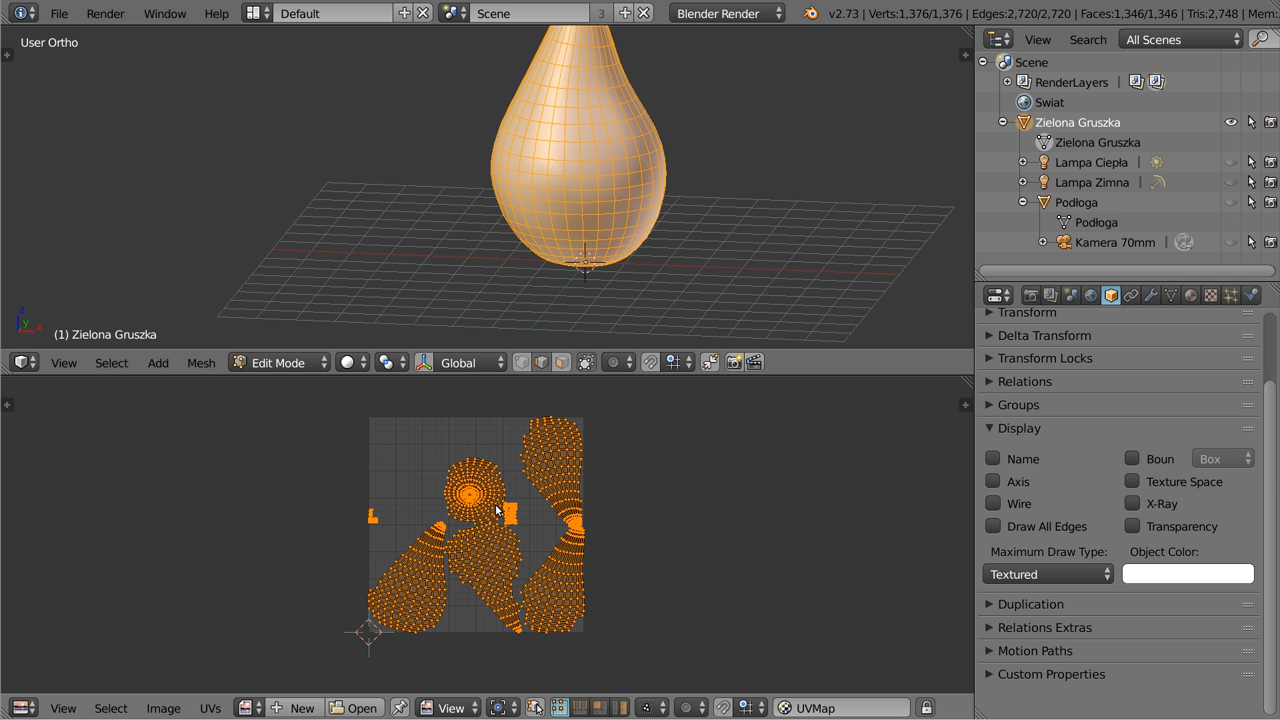 File Render Window Help Default Scene 3 Blender Render v2.73 | Verts:1,376/1,376 | Edges:2,720/2,720 | Faces:1,346/1,346 | Tris:2,748 | Mem:
User Ortho
View Search All Scenes
Scene
RenderLayers
Swiat
Zielona Gruszka
Zielona Gruszka
Lampa Ciepła
Lampa Zimna
Podłoga
Podłoga
Kamera 70mm
z
y
x
(1) Zielona Gruszka
View Select Add Mesh Edit Mode Global
Transform
Delta Transform
Transform Locks
Relations
Groups
Display
Name Boun Box
Axis Texture Space
Wire X-Ray
Draw All Edges Transparency
Maximum Draw Type: Object Color:
Textured
Duplication
Relations Extras
Motion Paths
Custom Properties
View Select Image UVs New Open View UVMap